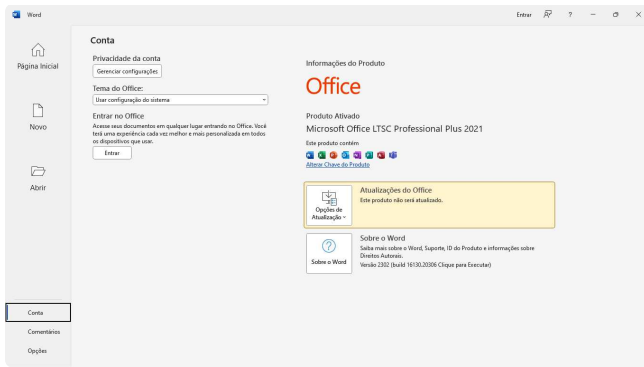 Word
Entrar
Conta
Página Inicial
Novo
Abrir
Privacidade da conta
Gerenciar configurações
Tema do Office:
Usar configuração do sistema
Entrar no Office
Acesse seus documentos em qualquer lugar entrando no Office. Você
terá uma experiência cada vez melhor e mais personalizada em todos
os dispositivos que usar.
Entrar
Informações do Produto
Office
Produto Ativado
Microsoft Office LTSC Professional Plus 2021
Este produto contém
Alterar Chave do Produto
Opções de
Atualização
Atualizações do Office
Este produto não será atualizado.
Sobre o Word
Sobre o Word
Saiba mais sobre o Word, Suporte, ID do Produto e informações sobre
Direitos Autorais.
Versão 2302 (build 16130.20306 Clique para Executar)
Conta
Comentários
Opções